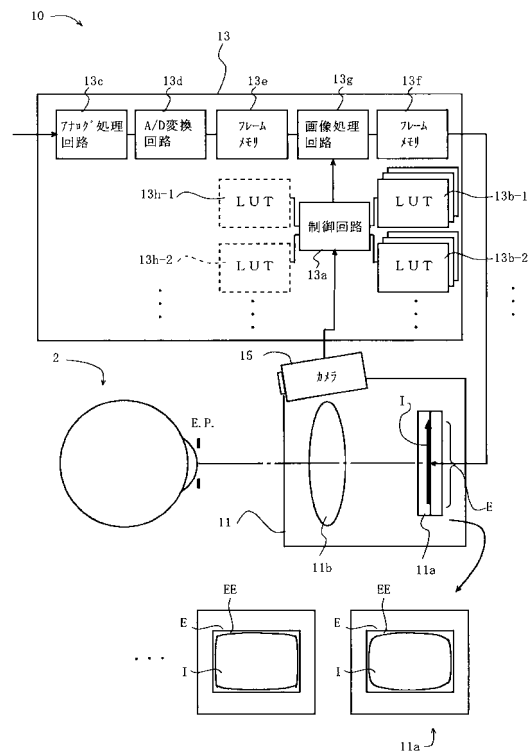 10
13
13c
13d
13e
13g
13f
アナログ処理
回路
A/D変換
回路
フレーム
メモリ
画像処理
回路
フレーム
メモリ
13h-1
LUT
制御回路
LUT
13b-1
13h-2
LUT
13a
LUT
13b-2
15
カメラ
2
E.P.
I
E
11
11b
11a
EE
E
I
EE
E
I
11a